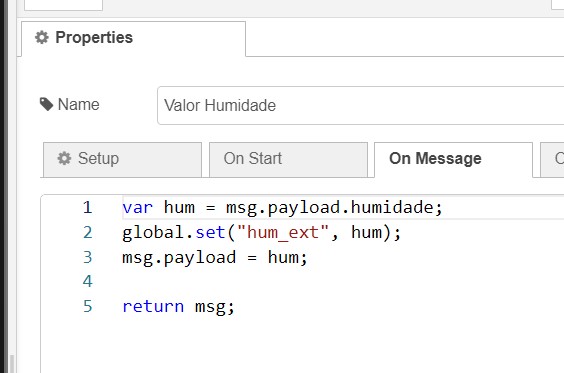 Properties
Name
Valor Humidade
Setup
On Start
On Message
1 var hum = msg.payload.humidade;
2 global.set("hum_ext", hum);
3 msg.payload = hum;
4
5 return msg;